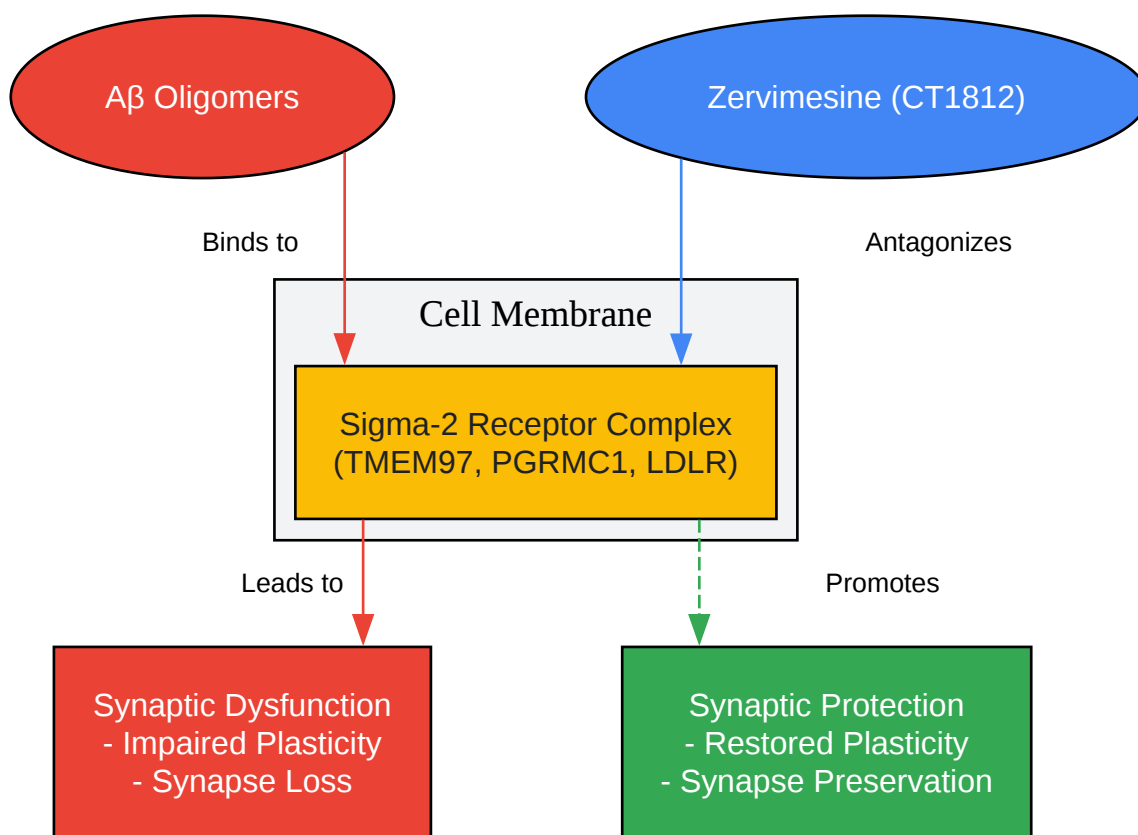 Aβ Oligomers
Zervimesine (CT1812)
Binds to
Antagonizes
Cell Membrane
Sigma-2 Receptor Complex
(TMEM97, PGRMC1, LDLR)
Leads to
Promotes
Synaptic Dysfunction
- Impaired Plasticity
- Synapse Loss
Synaptic Protection
- Restored Plasticity
- Synapse Preservation